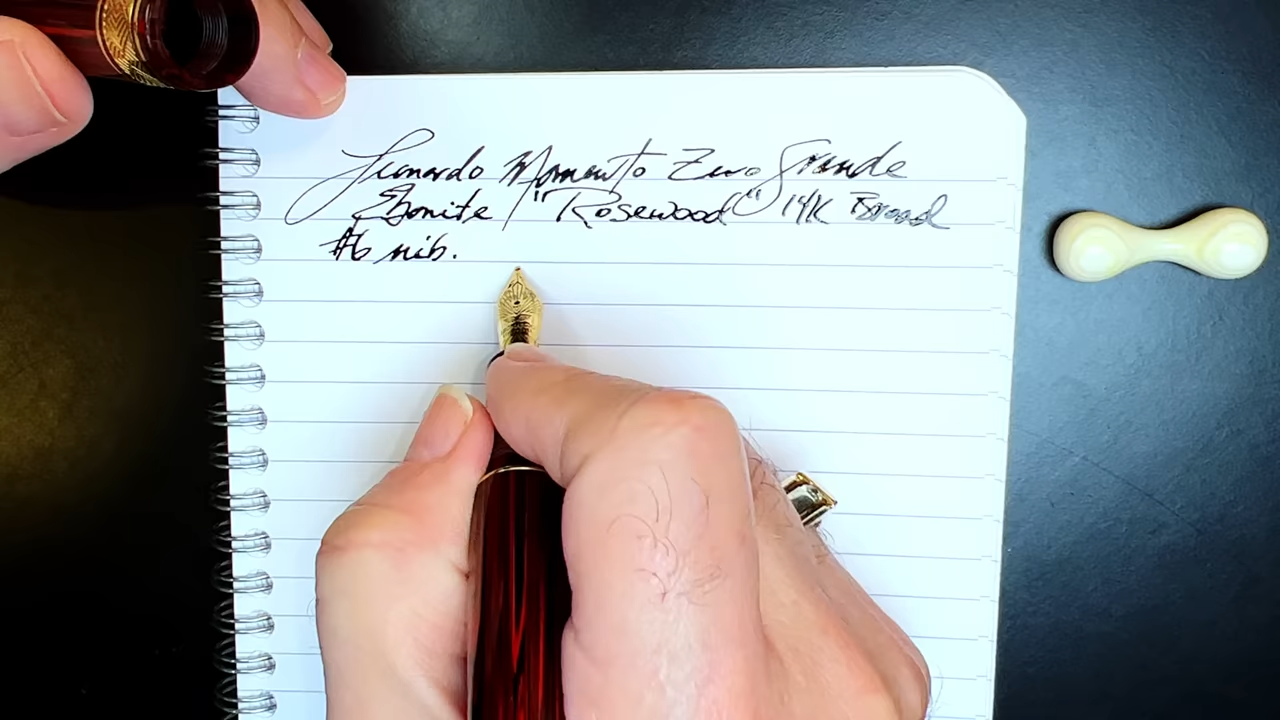 Leonardo Momento Zero Grande
Ebonite / "Rosewood" 14K Broad
#6 nib.